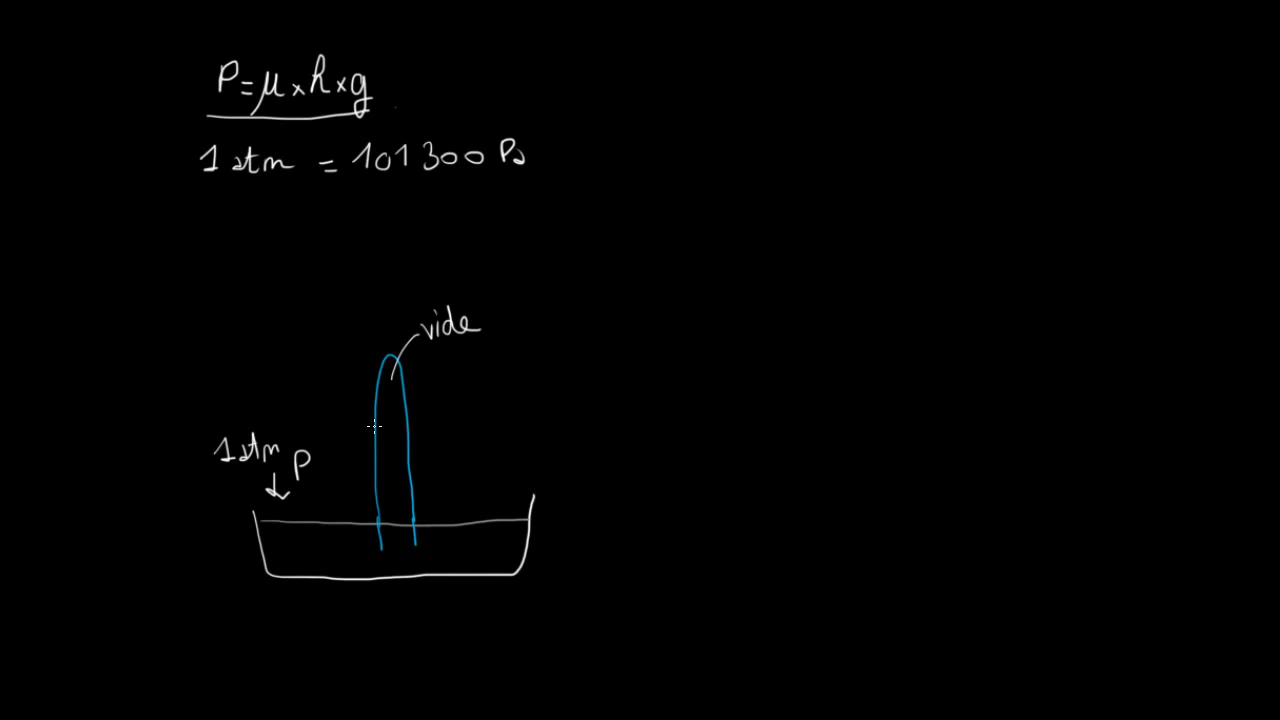 P=μ×h×g
1 atm = 101 300 Pa
vide
1 atm
P